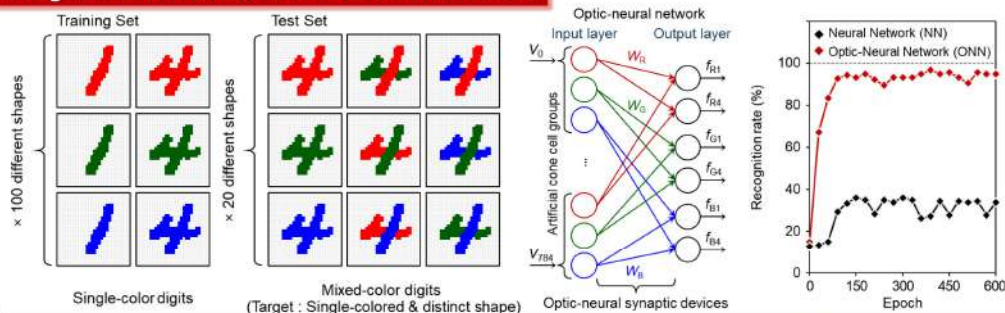 Training Set
Test Set
× 100 different shapes
× 20 different shapes
Single-color digits
Mixed-color digits
(Target : Single-colored & distinct shape)
Optic-neural network
Input layer
Output layer
V0
V784
Artificial cone cell groups
...
WR
WG
WB
fR1
fR4
fG1
fG4
fB1
fB4
Optic-neural synaptic devices
Neural Network (NN)
Optic-Neural Network (ONN)
Recognition rate (%)
100
80
60
40
20
0
0
150
300
450
600
Epoch